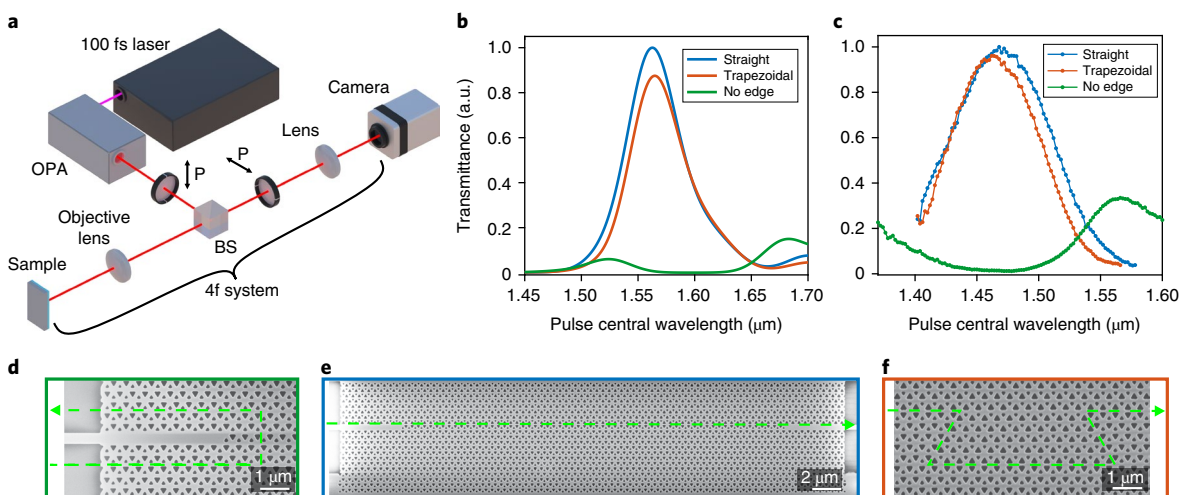 a
100 fs laser
Camera
Lens
P
P
OPA
Objective
lens
BS
Sample
4f system
b
Transmittance (a.u.)
1.0
0.8
0.6
0.4
0.2
0
Straight
Trapezoidal
No edge
1.45
1.50
1.55
1.60
1.65
1.70
Pulse central wavelength (μm)
c
1.0
0.8
0.6
0.4
0.2
0
Straight
Trapezoidal
No edge
1.40
1.45
1.50
1.55
1.60
Pulse central wavelength (μm)
d
1 μm
e
2 μm
f
1 μm